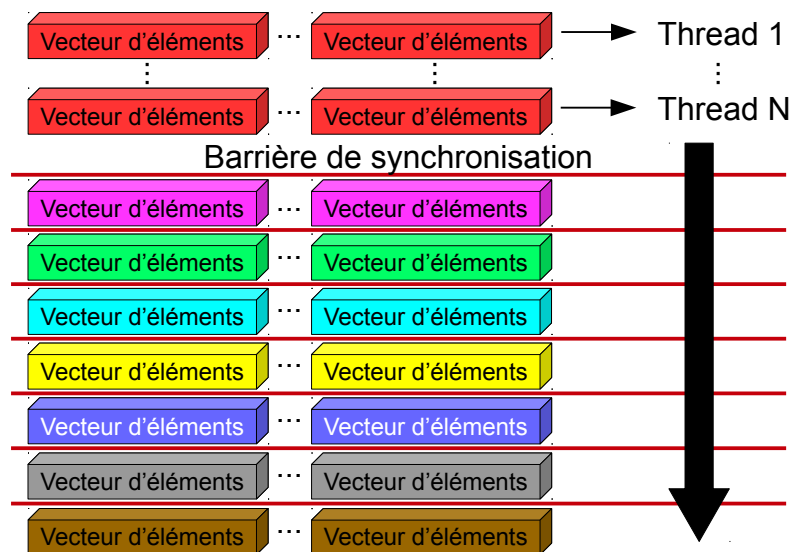 Vecteur d'éléments ... Vecteur d'éléments Thread 1
Vecteur d'éléments ... Vecteur d'éléments Thread N
Barrière de synchronisation
Vecteur d'éléments ... Vecteur d'éléments
Vecteur d'éléments ... Vecteur d'éléments
Vecteur d'éléments ... Vecteur d'éléments
Vecteur d'éléments ... Vecteur d'éléments
Vecteur d'éléments ... Vecteur d'éléments
Vecteur d'éléments ... Vecteur d'éléments
Vecteur d'éléments ... Vecteur d'éléments